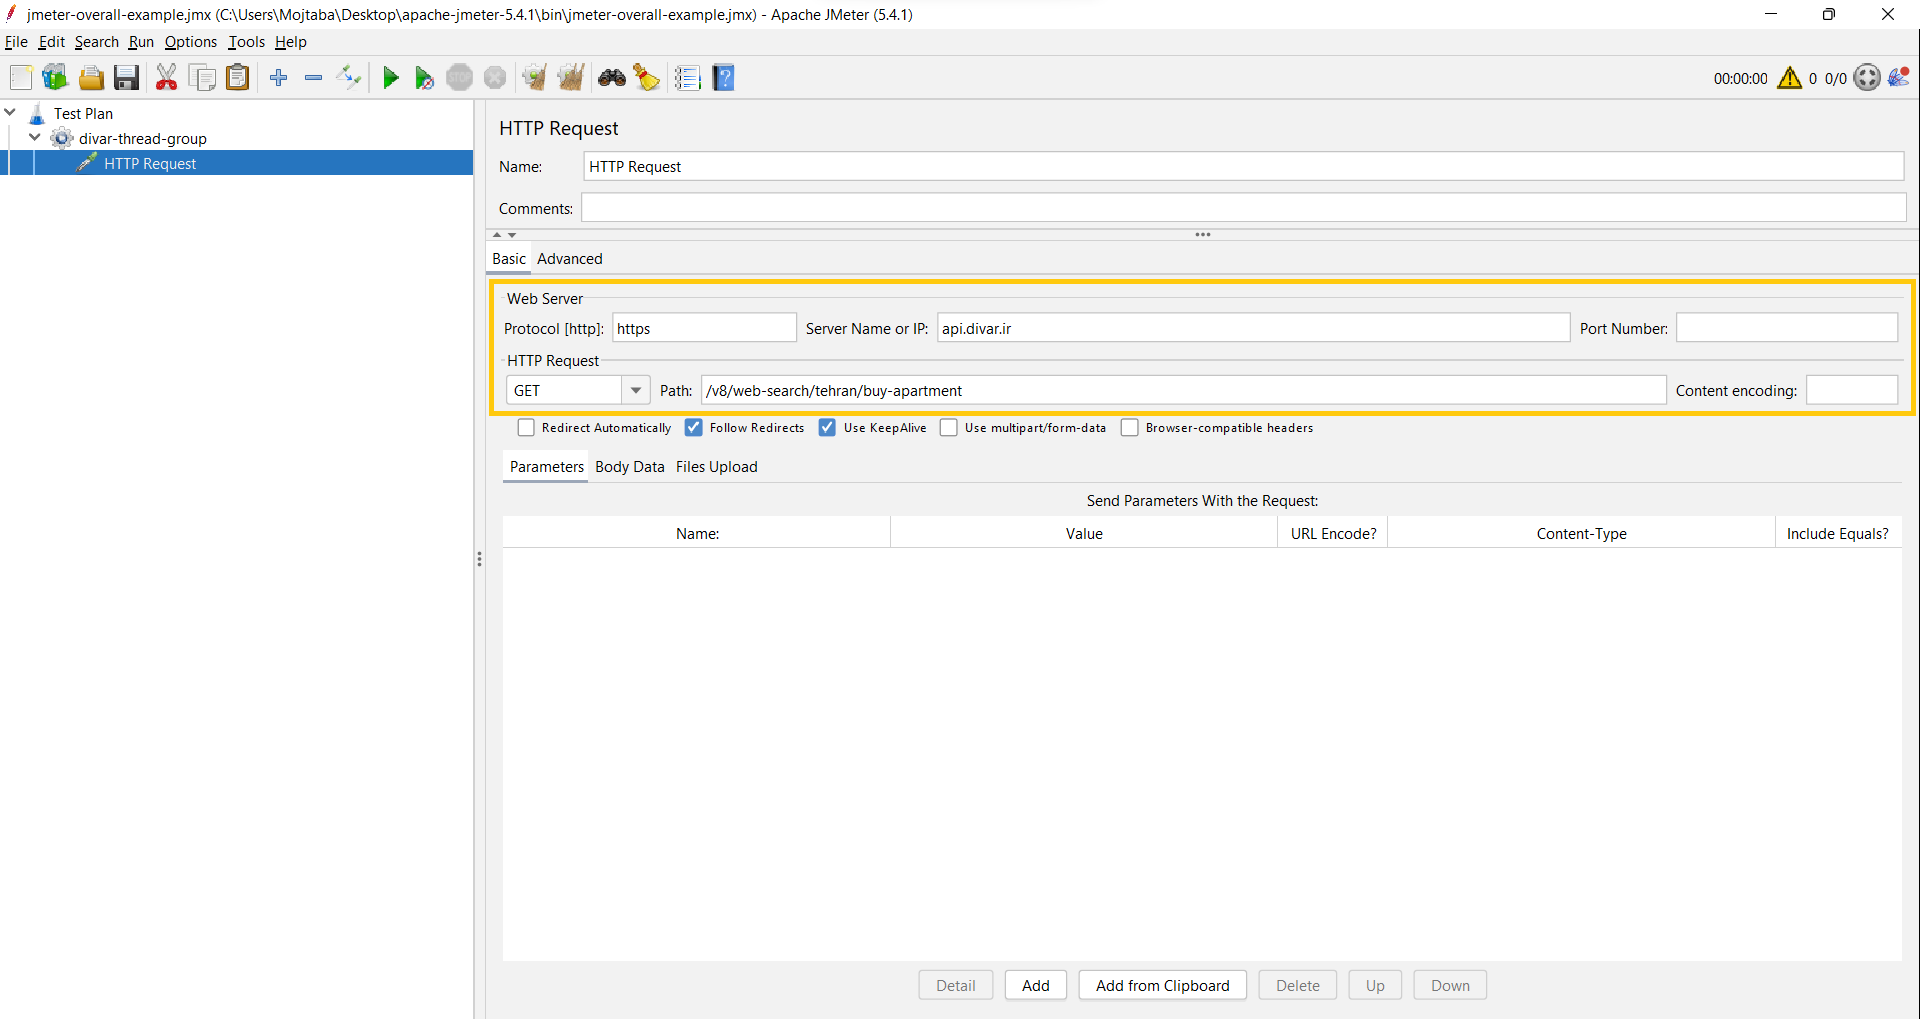 jmeter-overall-example.jmx (C:\Users\Mojtaba\Desktop\apache-jmeter-5.4.1\bin\jmeter-overall-example.jmx) - Apache JMeter (5.4.1)
File Edit Search Run Options Tools Help
STOP 00:00:00 0 0/0
Test Plan
divar-thread-group
HTTP Request
HTTP Request
Name: HTTP Request
Comments:
Basic Advanced
Web Server
Protocol [http]: https Server Name or IP: api.divar.ir Port Number:
HTTP Request
GET Path: /v8/web-search/tehran/buy-apartment Content encoding:
Redirect Automatically Follow Redirects Use KeepAlive Use multipart/form-data Browser-compatible headers
Parameters Body Data Files Upload
Send Parameters With the Request:
Name: Value URL Encode? Content-Type Include Equals?
Detail Add Add from Clipboard Delete Up Down